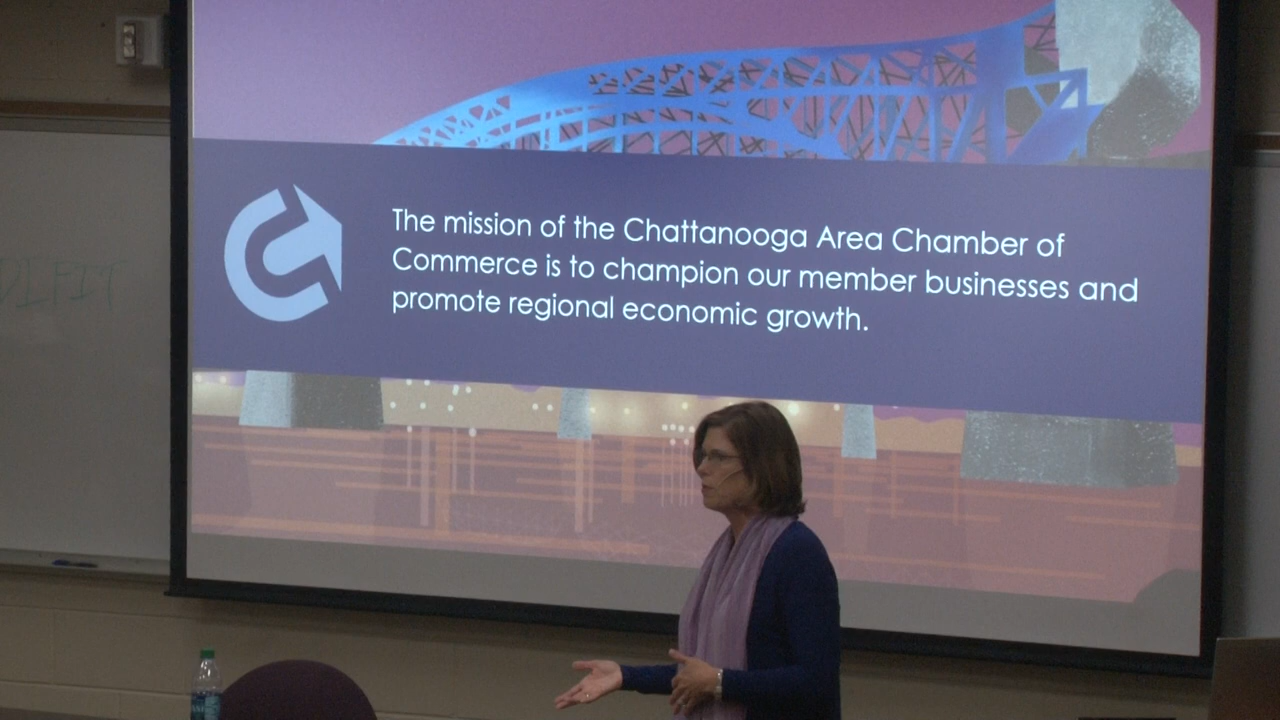 The mission of the Chattanooga Area Chamber of
Commerce is to champion our member businesses and
promote regional economic growth.